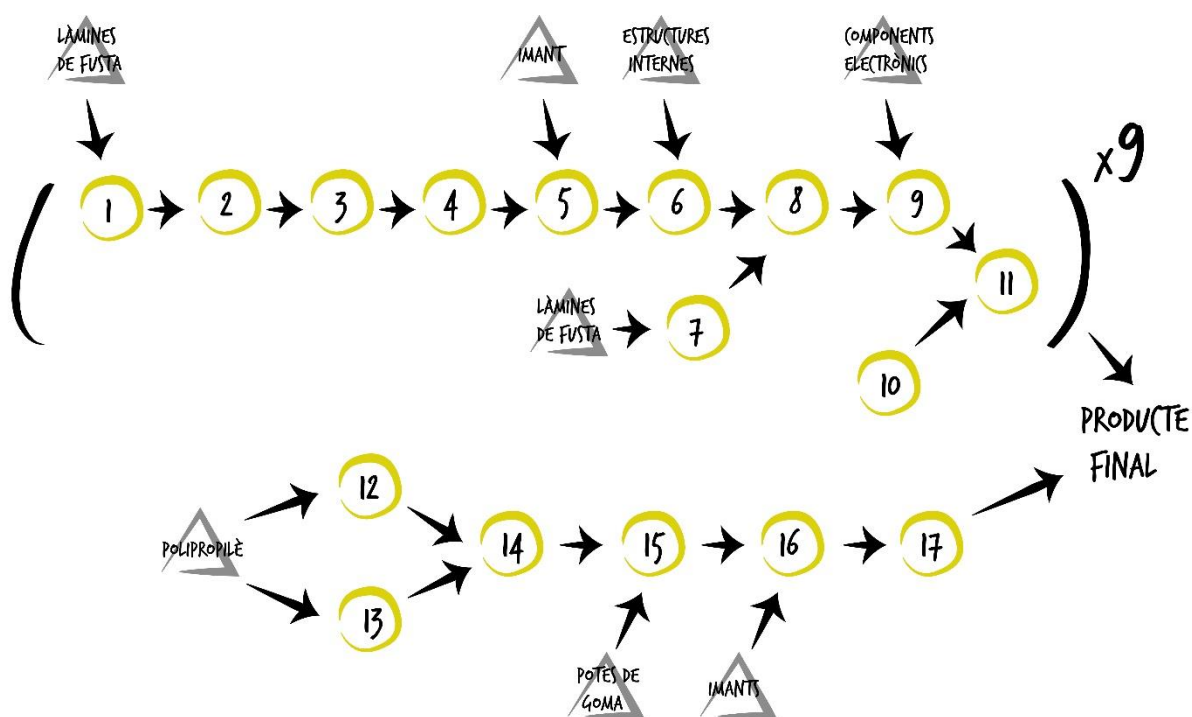 LÀMINES
DE FUSTA
IMANT
ESTRUCTURES
INTERNES
COMPONENTS
ELECTRÒNICS
x9
1
2
3
4
5
6
8
9
11
LÀMINES
DE FUSTA
7
10
PRODUCTE
FINAL
12
POLIPROPILÈ
14
15
16
17
13
POTES DE
GOMA
IMANTS